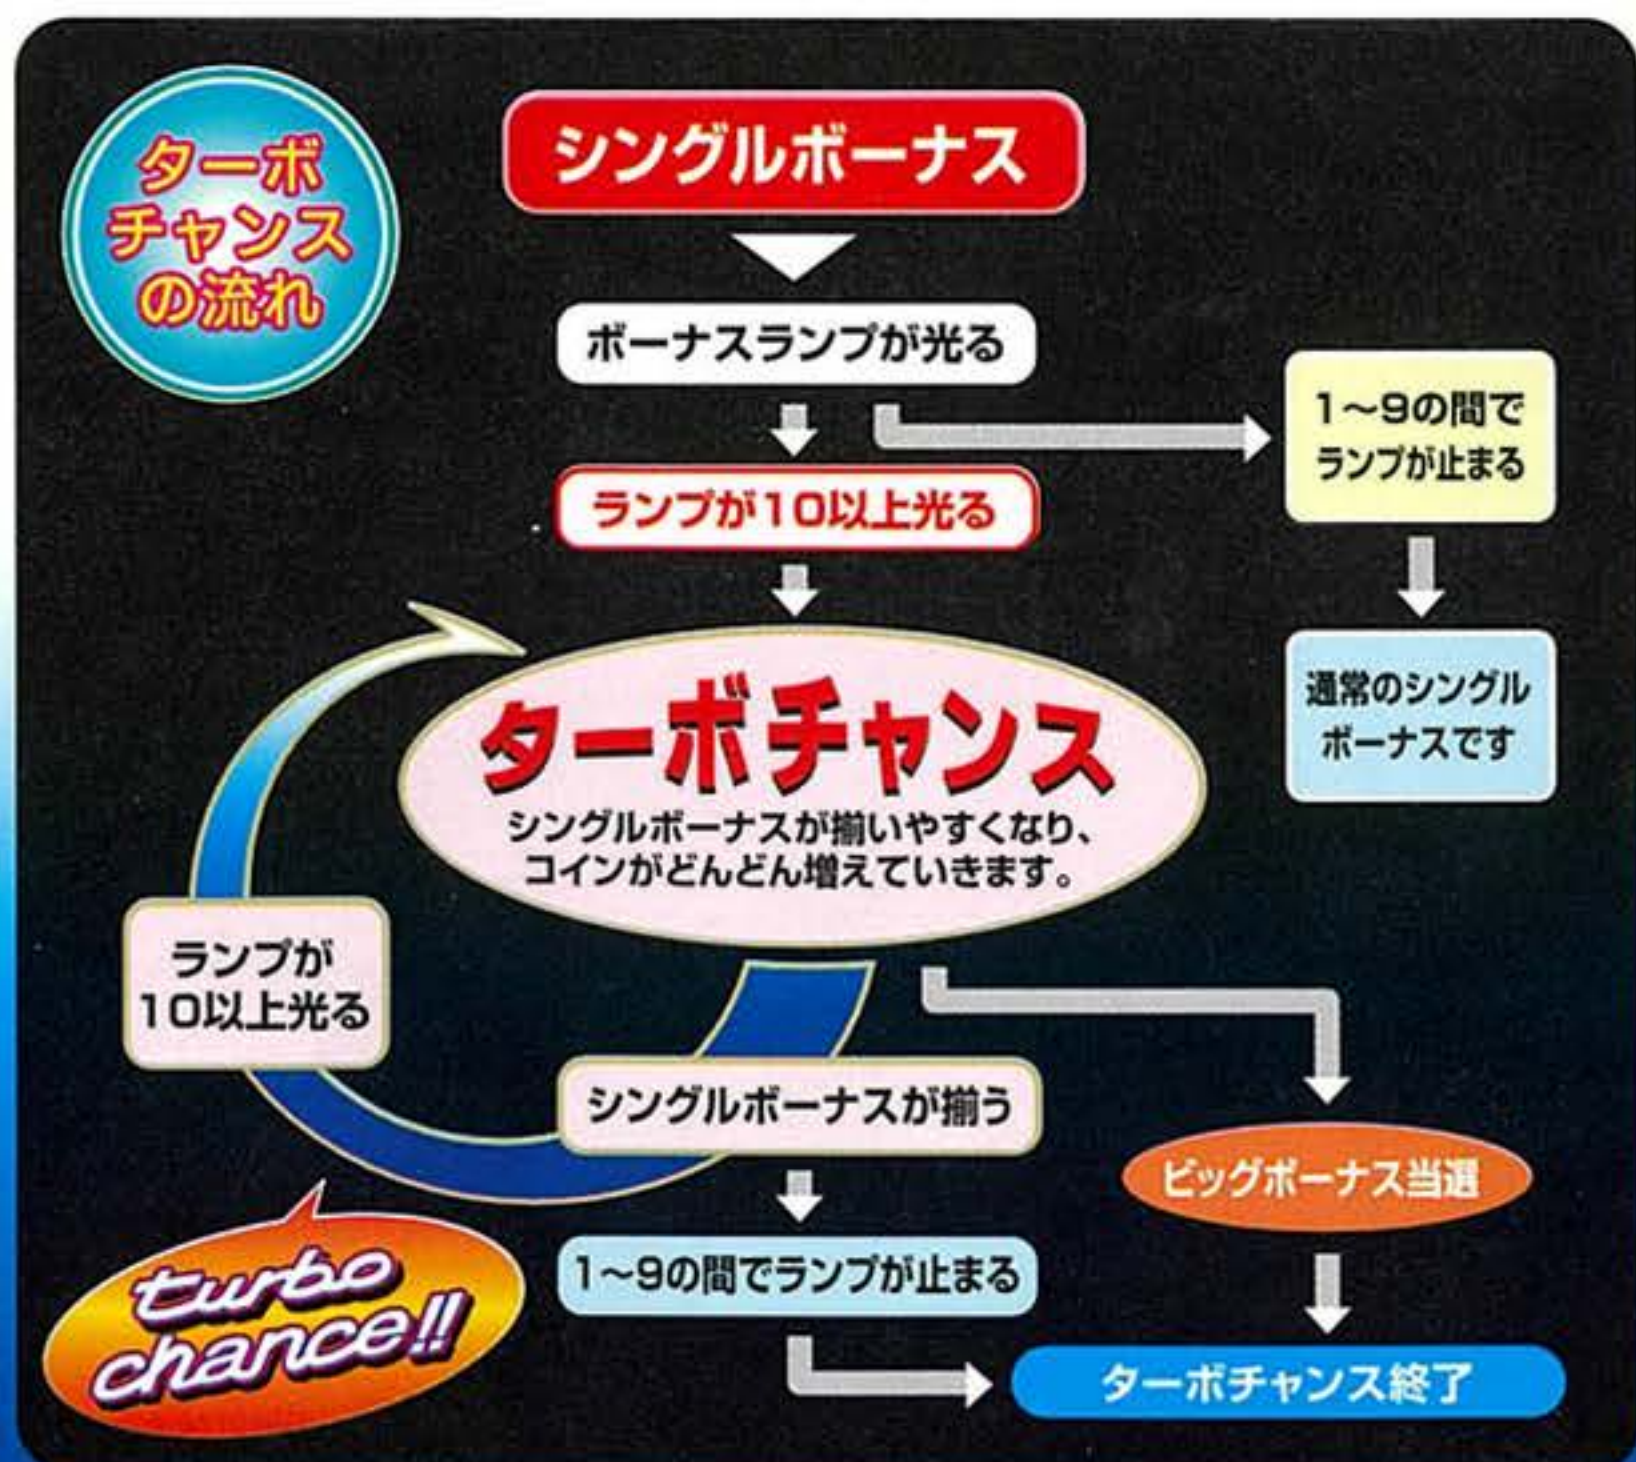 ターボ
チャンス
の流れ
シングルボーナス
ボーナスランプが光る
1～9の間で
ランプが止まる
ランプが10以上光る
通常のシングル
ボーナスです
ターボチャンス
シングルボーナスが揃いやすくなり、
コインがどんどん増えていきます。
ランプが
10以上光る
シングルボーナスが揃う
ビッグボーナス当選
1～9の間でランプが止まる
turbo
chance!!
ターボチャンス終了